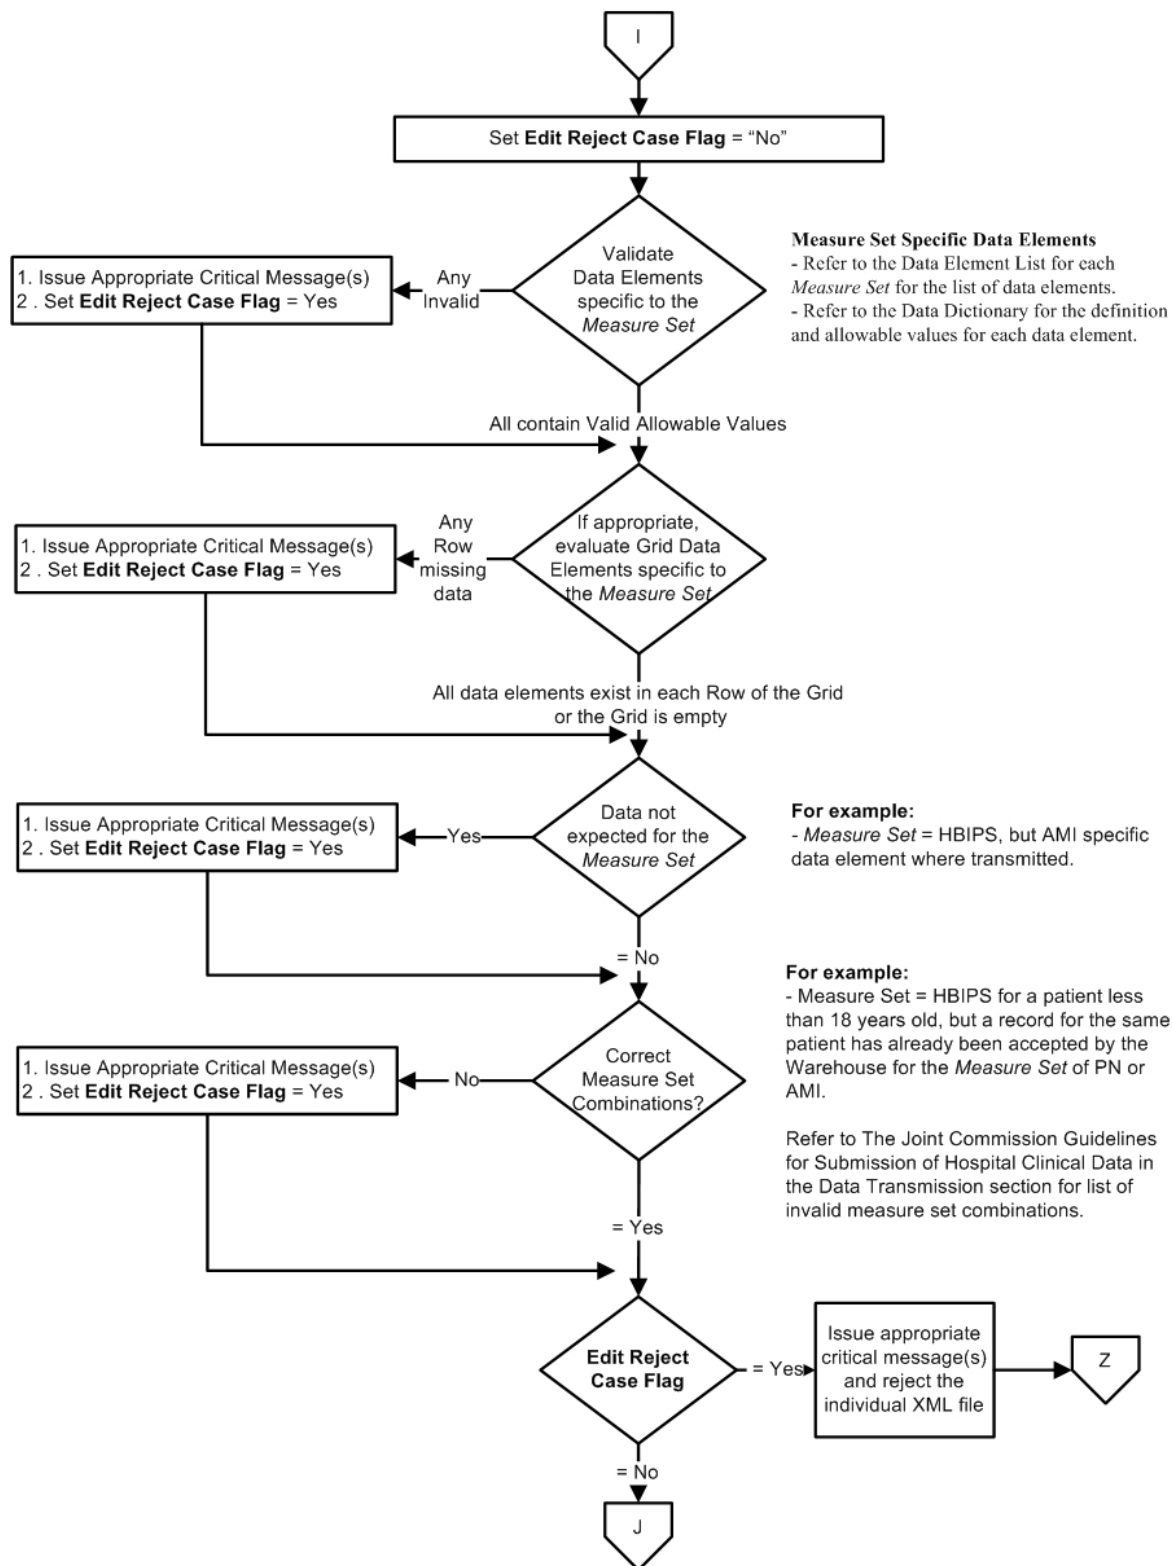 I
Set Edit Reject Case Flag = “No”
Validate
Data Elements
specific to the
Measure Set
Any
Invalid
1. Issue Appropriate Critical Message(s)
2 . Set Edit Reject Case Flag = Yes
Measure Set Specific Data Elements
- Refer to the Data Element List for each
Measure Set for the list of data elements.
- Refer to the Data Dictionary for the definition
and allowable values for each data element.
All contain Valid Allowable Values
If appropriate,
evaluate Grid Data
Elements specific to
the Measure Set
Any
Row
missing
data
1. Issue Appropriate Critical Message(s)
2 . Set Edit Reject Case Flag = Yes
All data elements exist in each Row of the Grid
or the Grid is empty
Data not
expected for the
Measure Set
Yes
1. Issue Appropriate Critical Message(s)
2 . Set Edit Reject Case Flag = Yes
For example:
- Measure Set = HBIPS, but AMI specific
data element where transmitted.
= No
Correct
Measure Set
Combinations?
No
1. Issue Appropriate Critical Message(s)
2 . Set Edit Reject Case Flag = Yes
For example:
- Measure Set = HBIPS for a patient less
than 18 years old, but a record for the same
patient has already been accepted by the
Warehouse for the Measure Set of PN or
AMI.
Refer to The Joint Commission Guidelines
for Submission of Hospital Clinical Data in
the Data Transmission section for list of
invalid measure set combinations.
= Yes
Edit Reject
Case Flag
= Yes
Issue appropriate
critical message(s)
and reject the
individual XML file
Z
= No
J